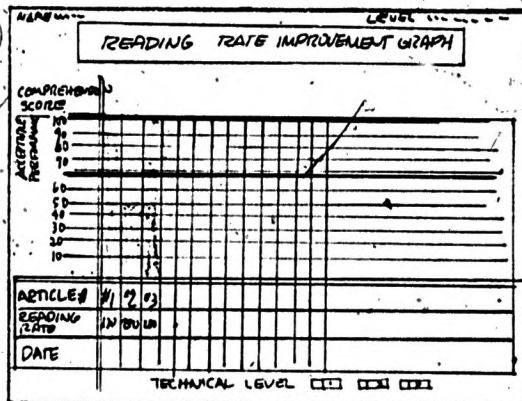 NAME
LEVEL
READING RATE IMPROVEMENT GRAPH
COMPREHENSION
SCORE
ACCEPTABLE
PERFORMANCE
100
90
80
70
60
50
40
30
20
10
ARTICLE# #1 #2 #3
READING
RATE
DATE
TECHNICAL LEVEL